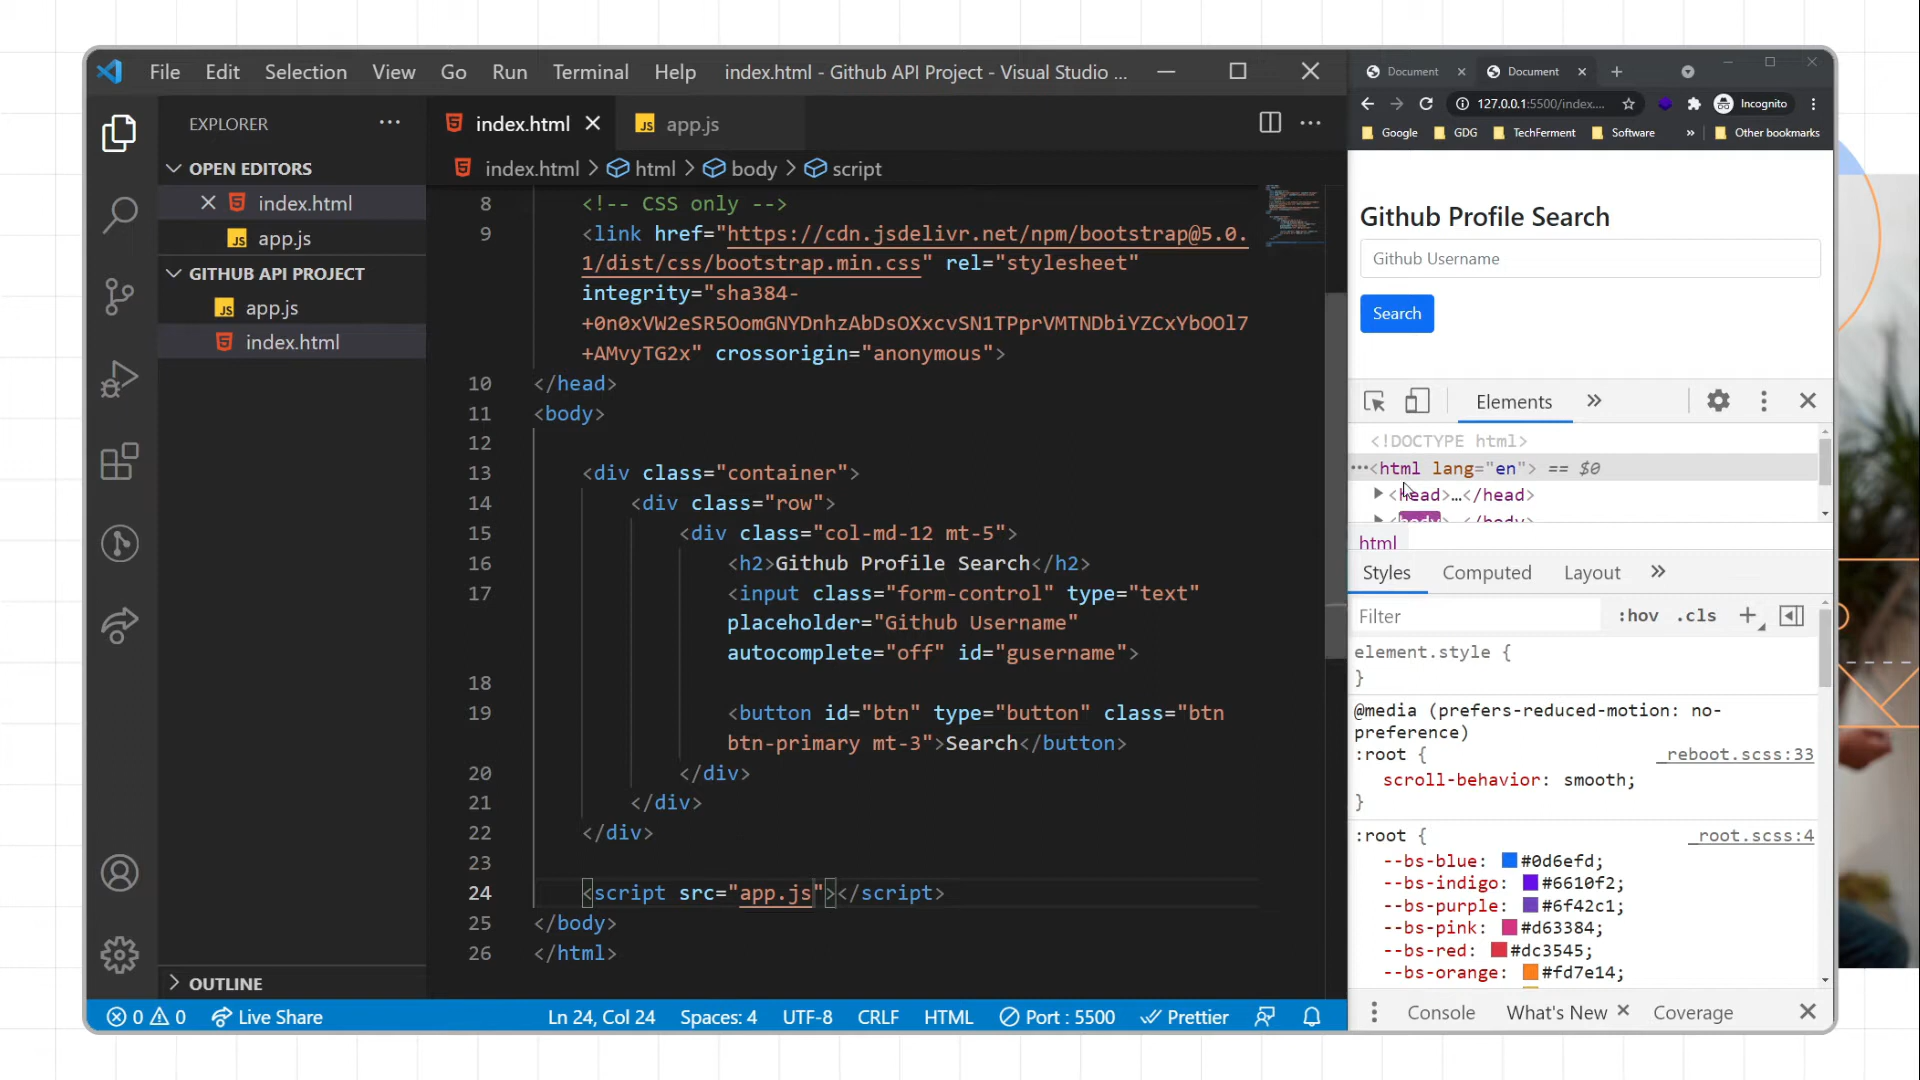 File Edit Selection View Go Run Terminal Help index.html - Github API Project - Visual Studio ...
EXPLORER
OPEN EDITORS
index.html
JS app.js
GITHUB API PROJECT
JS app.js
index.html
OUTLINE
index.html
JS app.js
index.html > html > body > script
8 <!-- CSS only -->
9 <link href="https://cdn.jsdelivr.net/npm/bootstrap@5.0.
1/dist/css/bootstrap.min.css" rel="stylesheet"
integrity="sha384-
+0n0xVW2eSR5OomGNYDnhzAbDsOXxcvSN1TPprVMTNDbiYZCxYbOOl7
+AMvyTG2x" crossorigin="anonymous">
10 </head>
11 <body>
12
13 <div class="container">
14 <div class="row">
15 <div class="col-md-12 mt-5">
16 <h2>Github Profile Search</h2>
17 <input class="form-control" type="text"
placeholder="Github Username"
autocomplete="off" id="gusername">
18
19 <button id="btn" type="button" class="btn
btn-primary mt-3">Search</button>
20 </div>
21 </div>
22 </div>
23
24 <script src="app.js"></script>
25 </body>
26 </html>
0 0 Live Share Ln 24, Col 24 Spaces: 4 UTF-8 CRLF HTML Port : 5500 Prettier
Document Document
127.0.0.1:5500/index.... Incognito
Google GDG TechFerment Software » Other bookmarks
Github Profile Search
Github Username
Search
Elements »
<!DOCTYPE html>
...<html lang="en"> == $0
<head>…</head>
<body>…</body>
html
Styles Computed Layout »
Filter :hov .cls +
element.style {
}
@media (prefers-reduced-motion: no-
preference)
:root { _reboot.scss:33
scroll-behavior: smooth;
}
:root { _root.scss:4
--bs-blue: #0d6efd;
--bs-indigo: #6610f2;
--bs-purple: #6f42c1;
--bs-pink: #d63384;
--bs-red: #dc3545;
--bs-orange: #fd7e14;
Console What's New Coverage